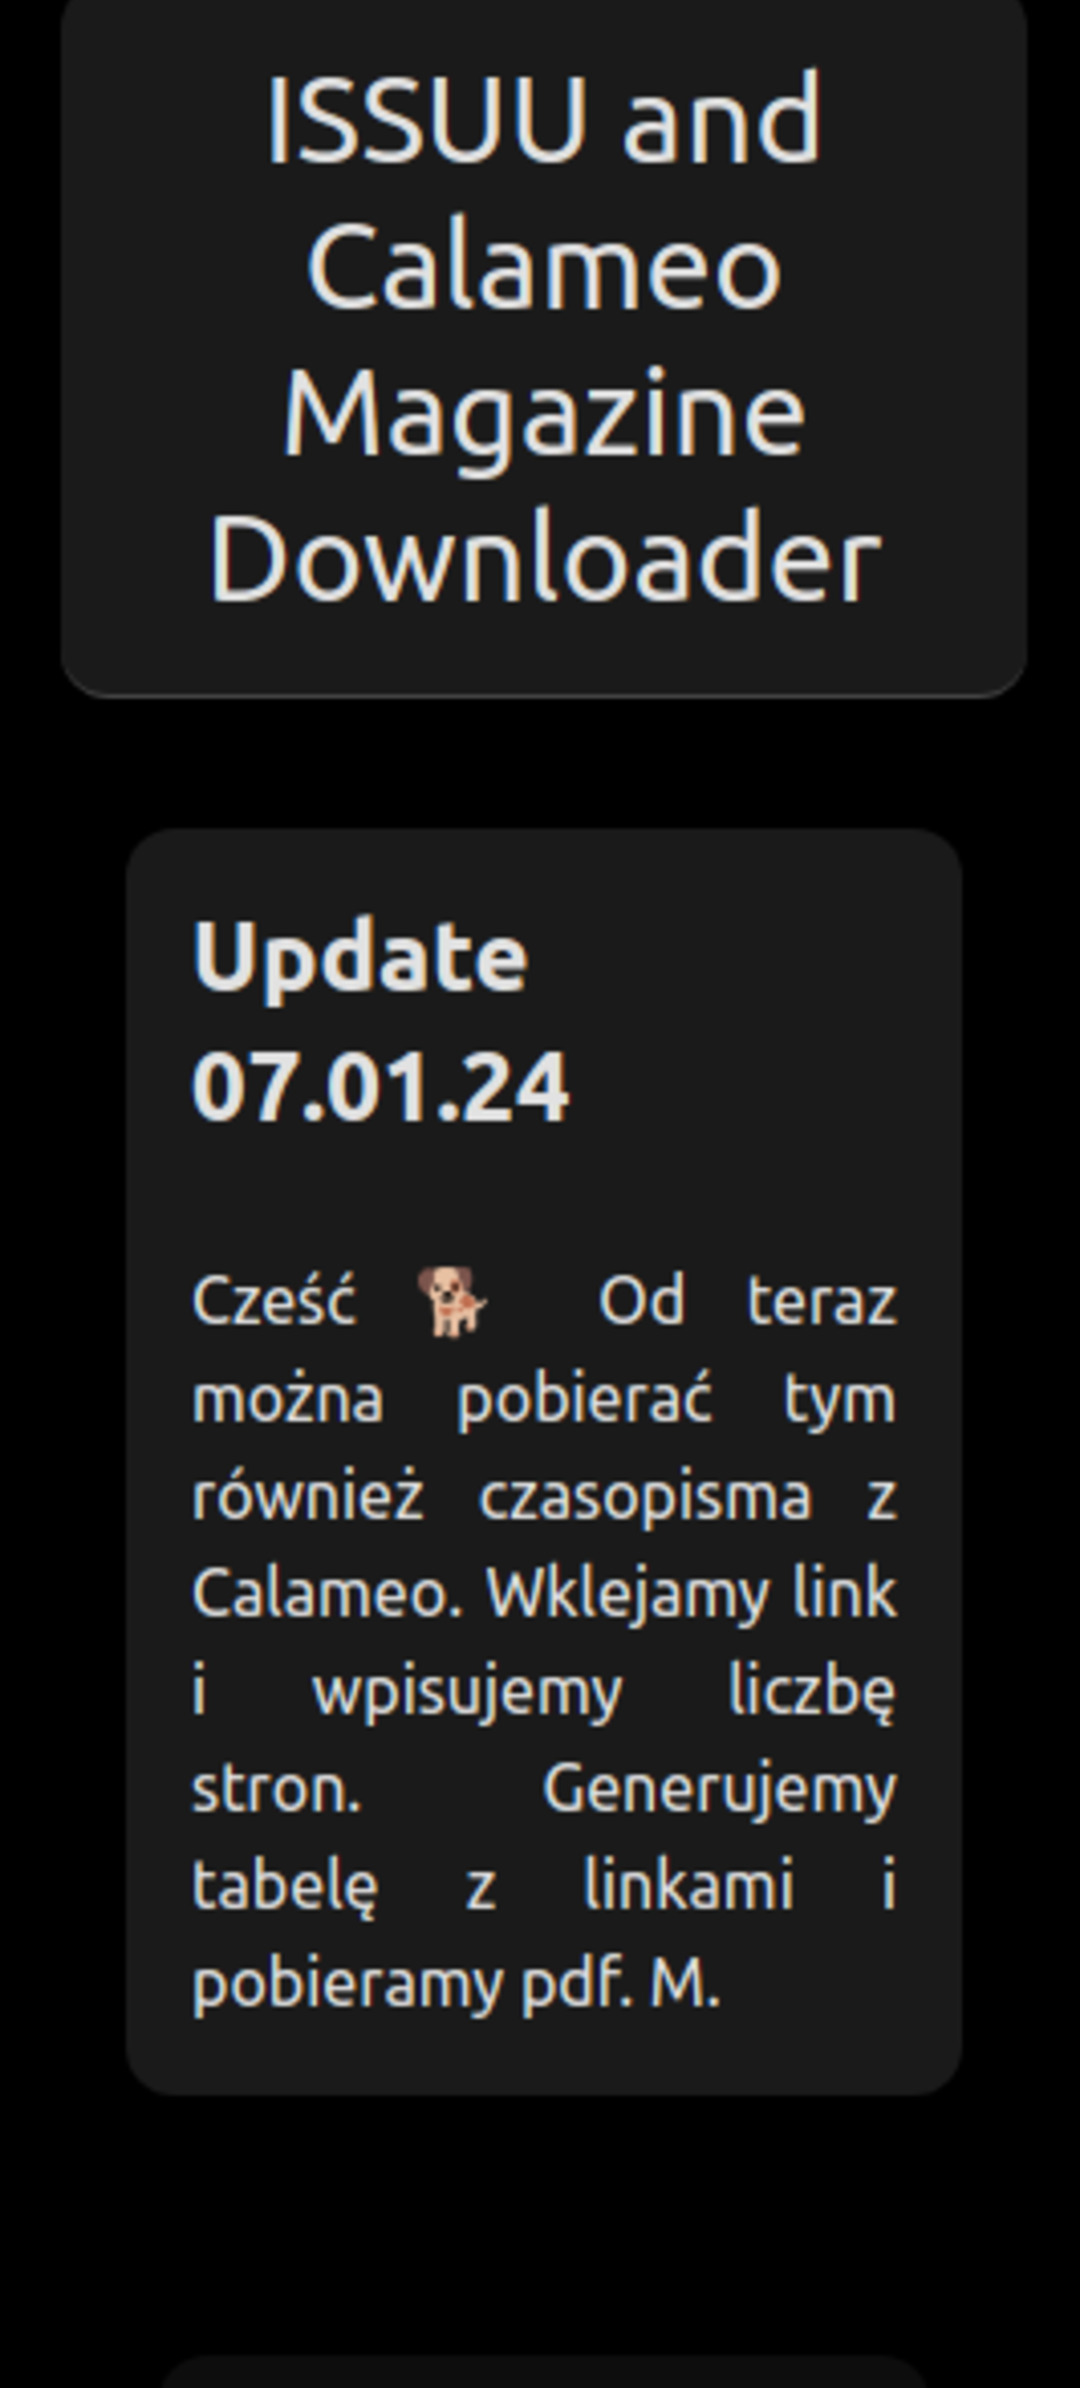 ISSUU and
Calameo
Magazine
Downloader
Update
07.01.24
Cześć 🐕 Od teraz
można pobierać tym
również czasopisma z
Calameo. Wklejamy link
i wpisujemy liczbę
stron. Generujemy
tabelę z linkami i
pobieramy pdf. M.